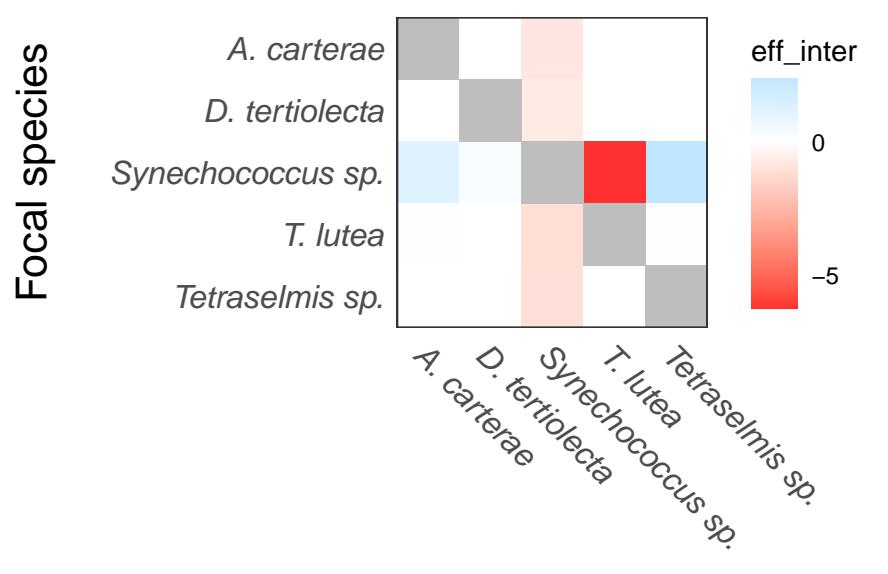 Focal species
A. carterae
D. tertiolecta
Synechococcus sp.
T. lutea
Tetraselmis sp.
A. carterae
D. tertiolecta
Synechococcus sp.
T. lutea
Tetraselmis sp.
eff_inter
0
−5